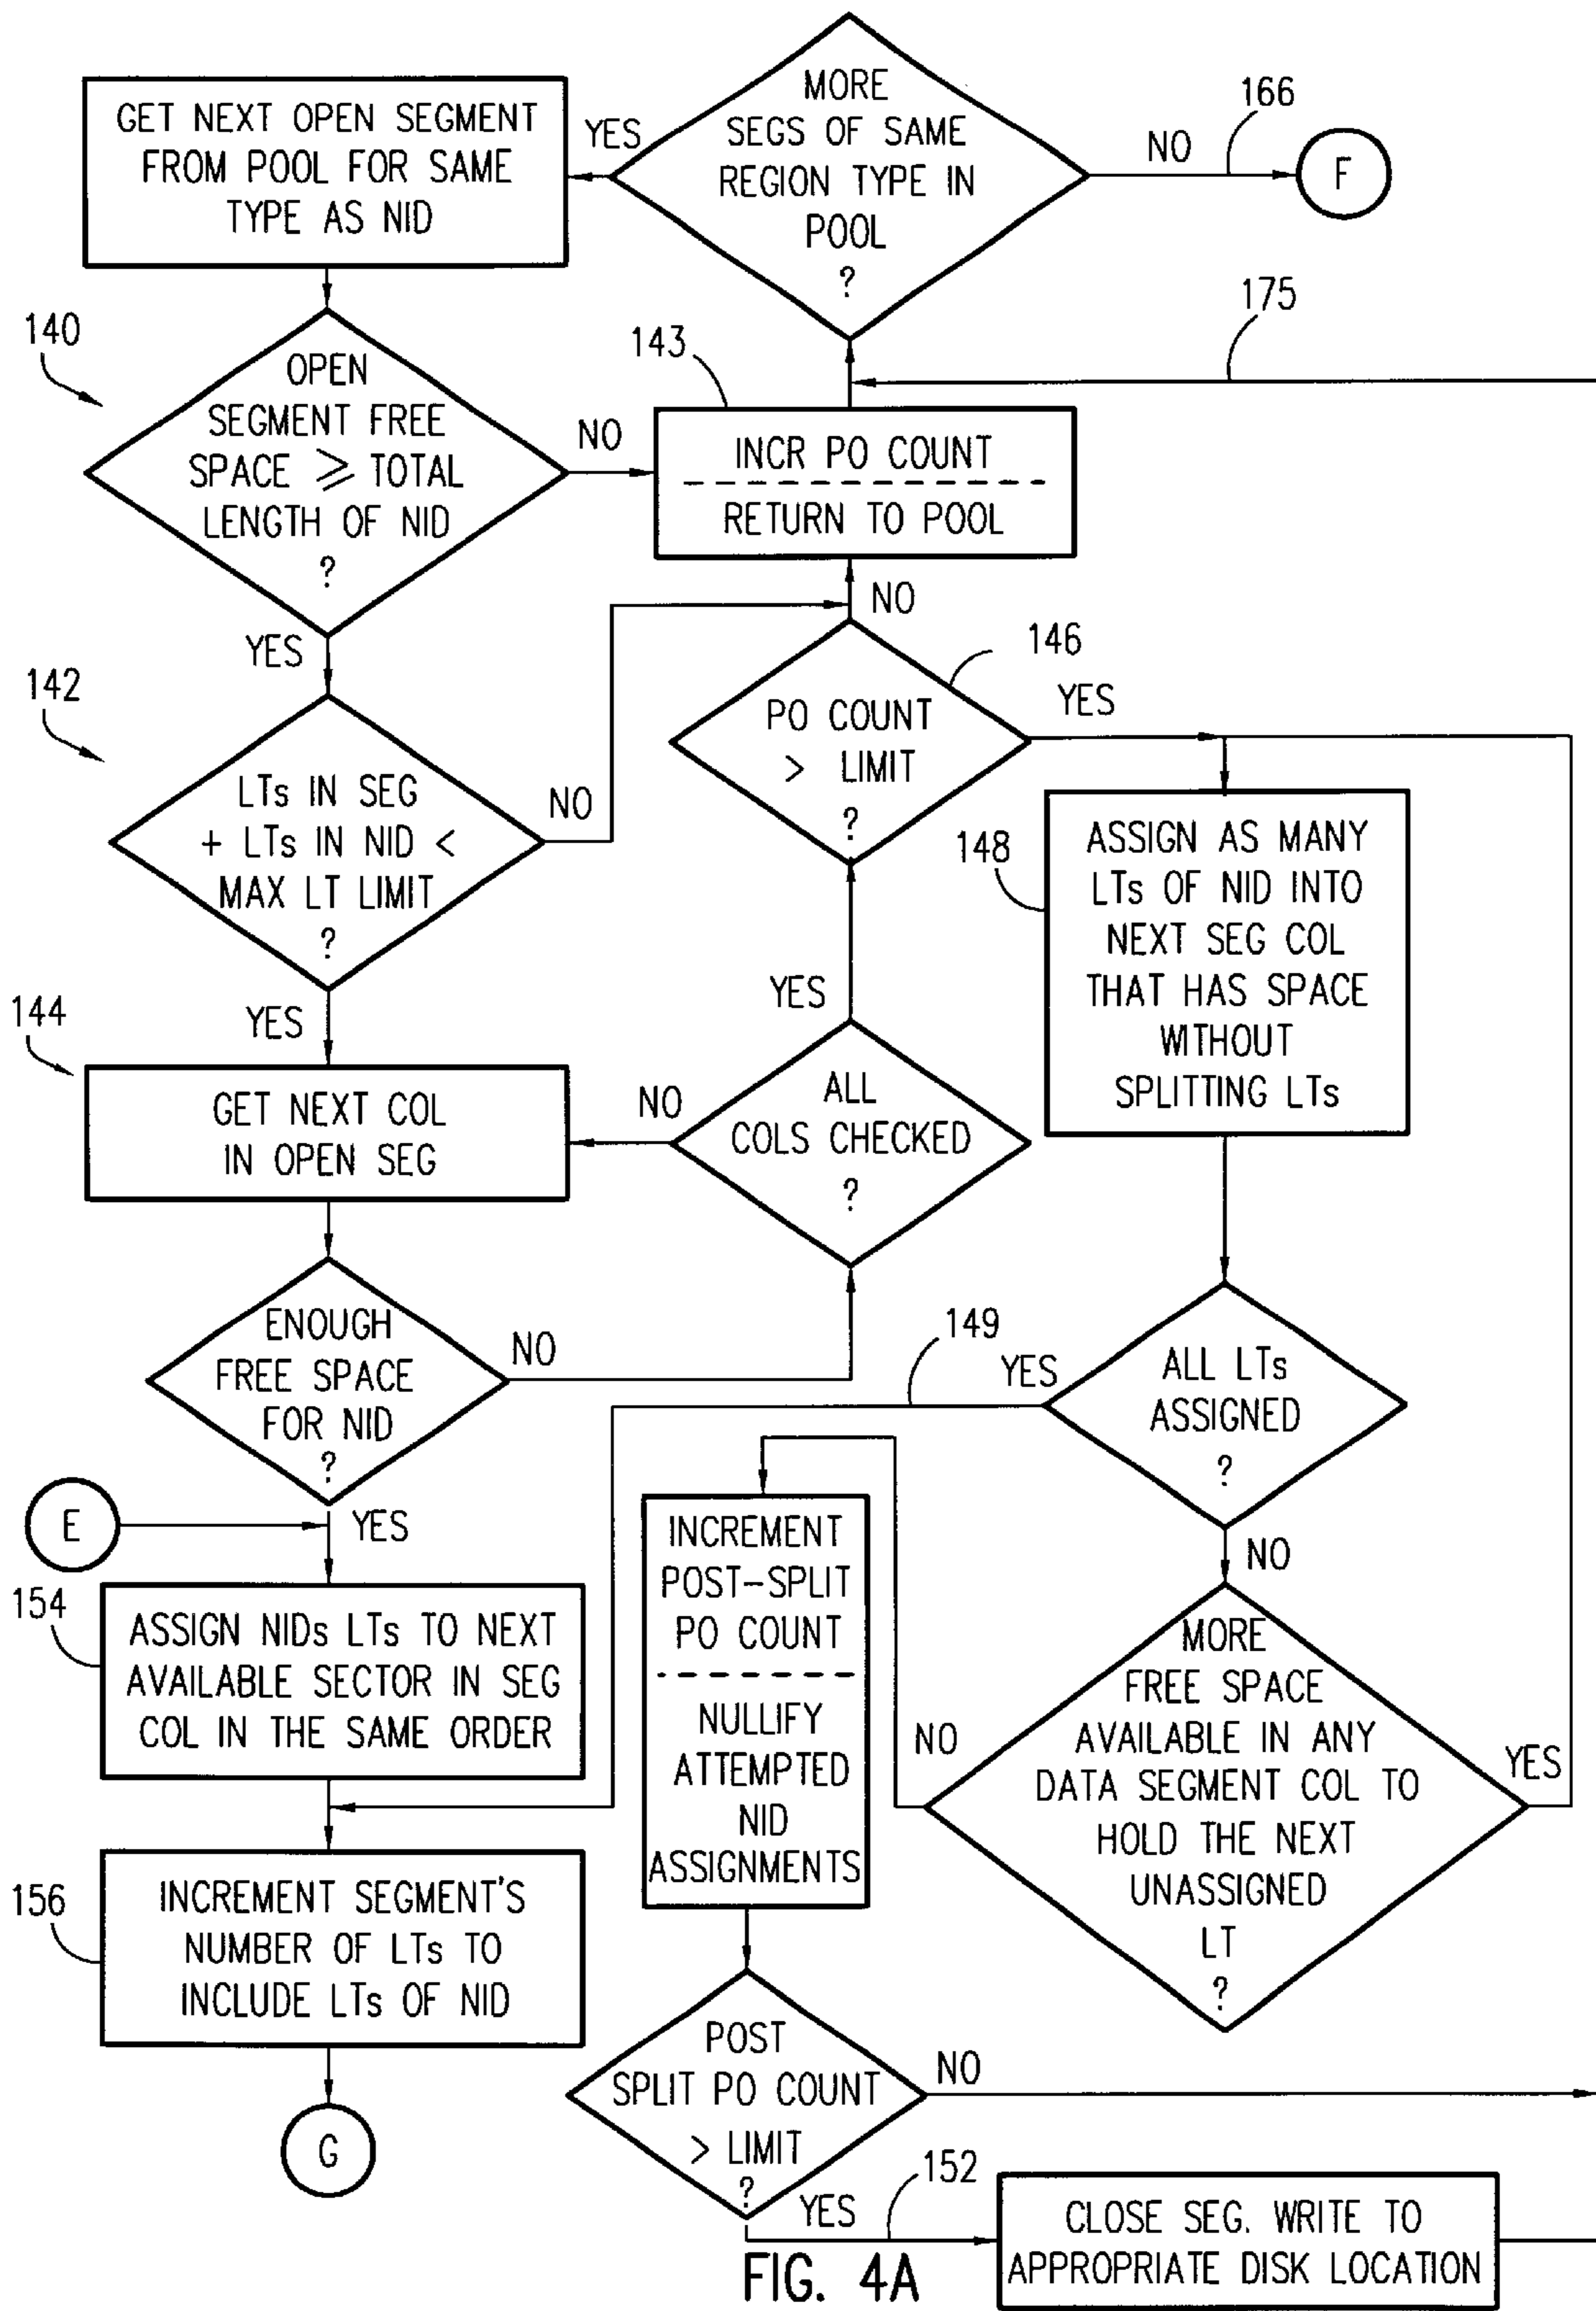 GET NEXT OPEN SEGMENT
FROM POOL FOR SAME
TYPE AS NID
YES
MORE
SEGS OF SAME
REGION TYPE IN
POOL
?
NO
166
F
175
140
OPEN
SEGMENT FREE
SPACE ⩾ TOTAL
LENGTH OF NID
?
NO
143
INCR PO COUNT
RETURN TO POOL
YES
NO
142
LTs IN SEG
+ LTs IN NID <
MAX LT LIMIT
?
NO
146
PO COUNT
> LIMIT
?
YES
148
ASSIGN AS MANY
LTs OF NID INTO
NEXT SEG COL
THAT HAS SPACE
WITHOUT
SPLITTING LTs
YES
YES
144
GET NEXT COL
IN OPEN SEG
NO
ALL
COLS CHECKED
?
ENOUGH
FREE SPACE
FOR NID
?
NO
149
YES
ALL LTs
ASSIGNED
?
NO
E
YES
154
ASSIGN NIDs LTs TO NEXT
AVAILABLE SECTOR IN SEG
COL IN THE SAME ORDER
INCREMENT
POST-SPLIT
PO COUNT
NULLIFY
ATTEMPTED
NID
ASSIGNMENTS
NO
MORE
FREE SPACE
AVAILABLE IN ANY
DATA SEGMENT COL TO
HOLD THE NEXT
UNASSIGNED
LT
?
YES
156
INCREMENT SEGMENT'S
NUMBER OF LTs TO
INCLUDE LTs OF NID
G
POST
SPLIT PO COUNT
> LIMIT
?
NO
YES
152
CLOSE SEG. WRITE TO
APPROPRIATE DISK LOCATION
FIG. 4A